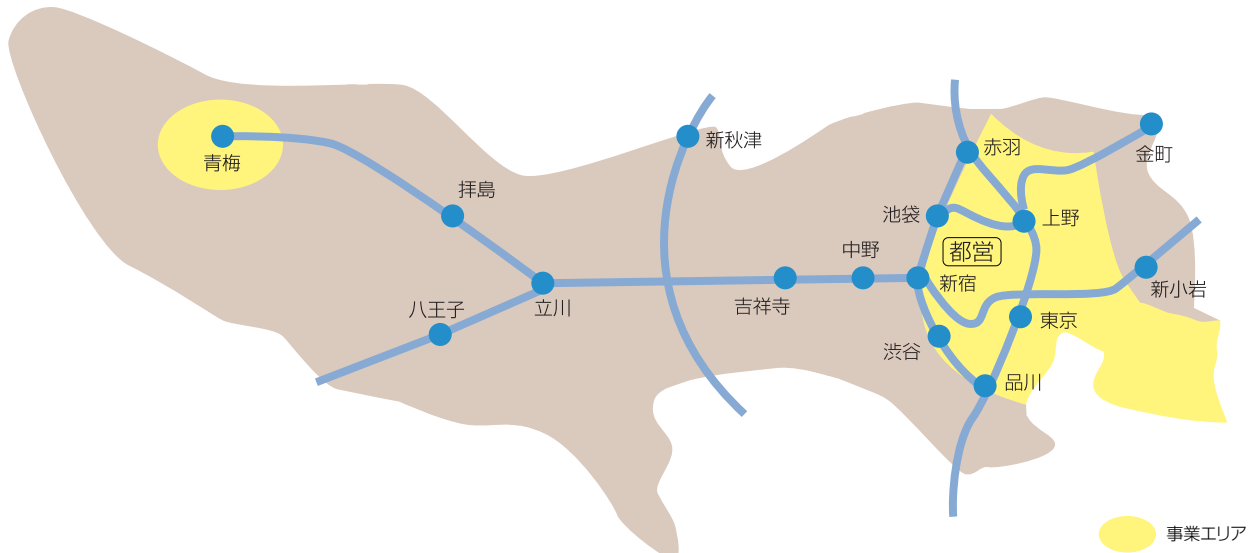 青梅
拝島
新秋津
赤羽
金町
池袋
上野
都営
中野
新宿
新小岩
八王子
立川
吉祥寺
東京
渋谷
品川
事業エリア